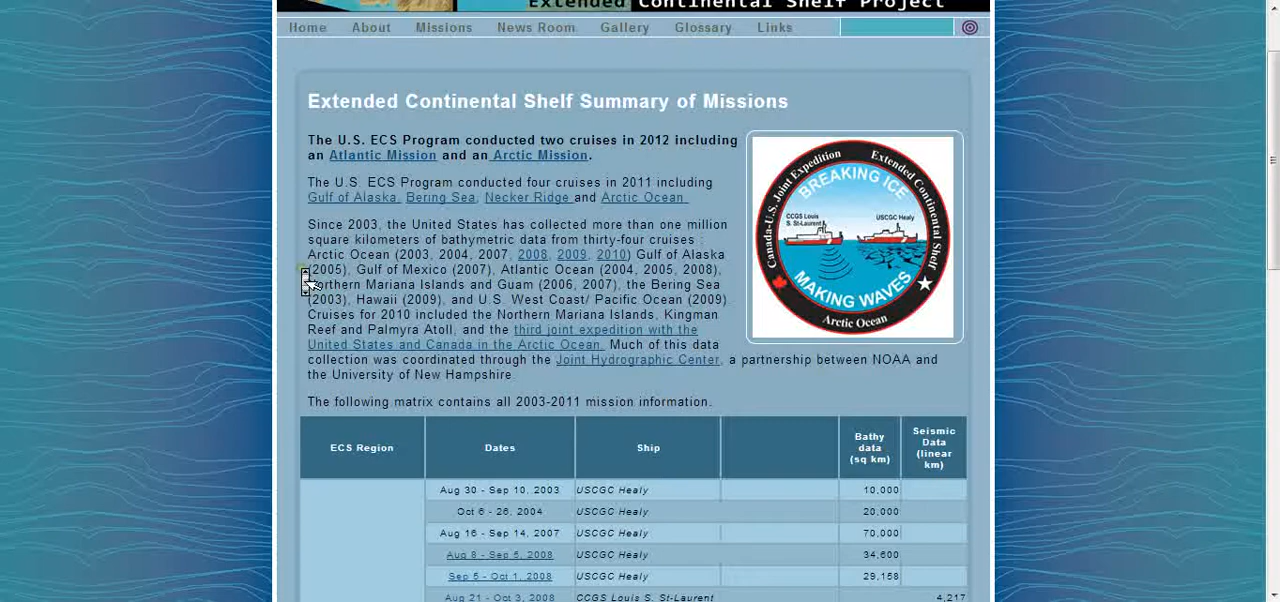 Extended Continental Shelf Project
Home About Missions News Room Gallery Glossary Links
Extended Continental Shelf Summary of Missions
The U.S. ECS Program conducted two cruises in 2012 including
an Atlantic Mission and an Arctic Mission.
The U.S. ECS Program conducted four cruises in 2011 including
Gulf of Alaska, Bering Sea, Necker Ridge and Arctic Ocean.
Since 2003, the United States has collected more than one million
square kilometers of bathymetric data from thirty-four cruises :
Arctic Ocean (2003, 2004, 2007, 2008, 2009, 2010) Gulf of Alaska
(2005), Gulf of Mexico (2007), Atlantic Ocean (2004, 2005, 2008),
Northern Mariana Islands and Guam (2006, 2007), the Bering Sea
(2003), Hawaii (2009), and U.S. West Coast/ Pacific Ocean (2009).
Cruises for 2010 included the Northern Mariana Islands, Kingman
Reef and Palmyra Atoll, and the third joint expedition with the
United States and Canada in the Arctic Ocean. Much of this data
collection was coordinated through the Joint Hydrographic Center, a partnership between NOAA and
the University of New Hampshire.
Canada-U.S. Joint Expedition
Extended Continental Shelf
BREAKING ICE
CCGS Louis
S. St-Laurent
USCGC Healy
MAKING WAVES
Arctic Ocean
The following matrix contains all 2003-2011 mission information.
ECS Region Dates Ship Bathy data (sq km) Seismic Data (linear km)
Aug 30 - Sep 10, 2003 USCGC Healy 10,000
Oct 6 - 26, 2004 USCGC Healy 20,000
Aug 16 - Sep 14, 2007 USCGC Healy 70,000
Aug 8 - Sep 5, 2008 USCGC Healy 34,600
Sep 5 - Oct 1, 2008 USCGC Healy 29,158
Aug 21 - Oct 3, 2008 CCGS Louis S. St-Laurent 4,217